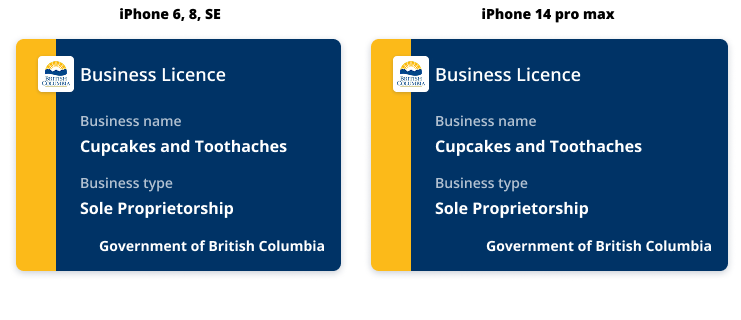 iPhone 6, 8, SE
BRITISH
COLUMBIA
Business Licence
Business name
Cupcakes and Toothaches
Business type
Sole Proprietorship
Government of British Columbia
iPhone 14 pro max
BRITISH
COLUMBIA
Business Licence
Business name
Cupcakes and Toothaches
Business type
Sole Proprietorship
Government of British Columbia